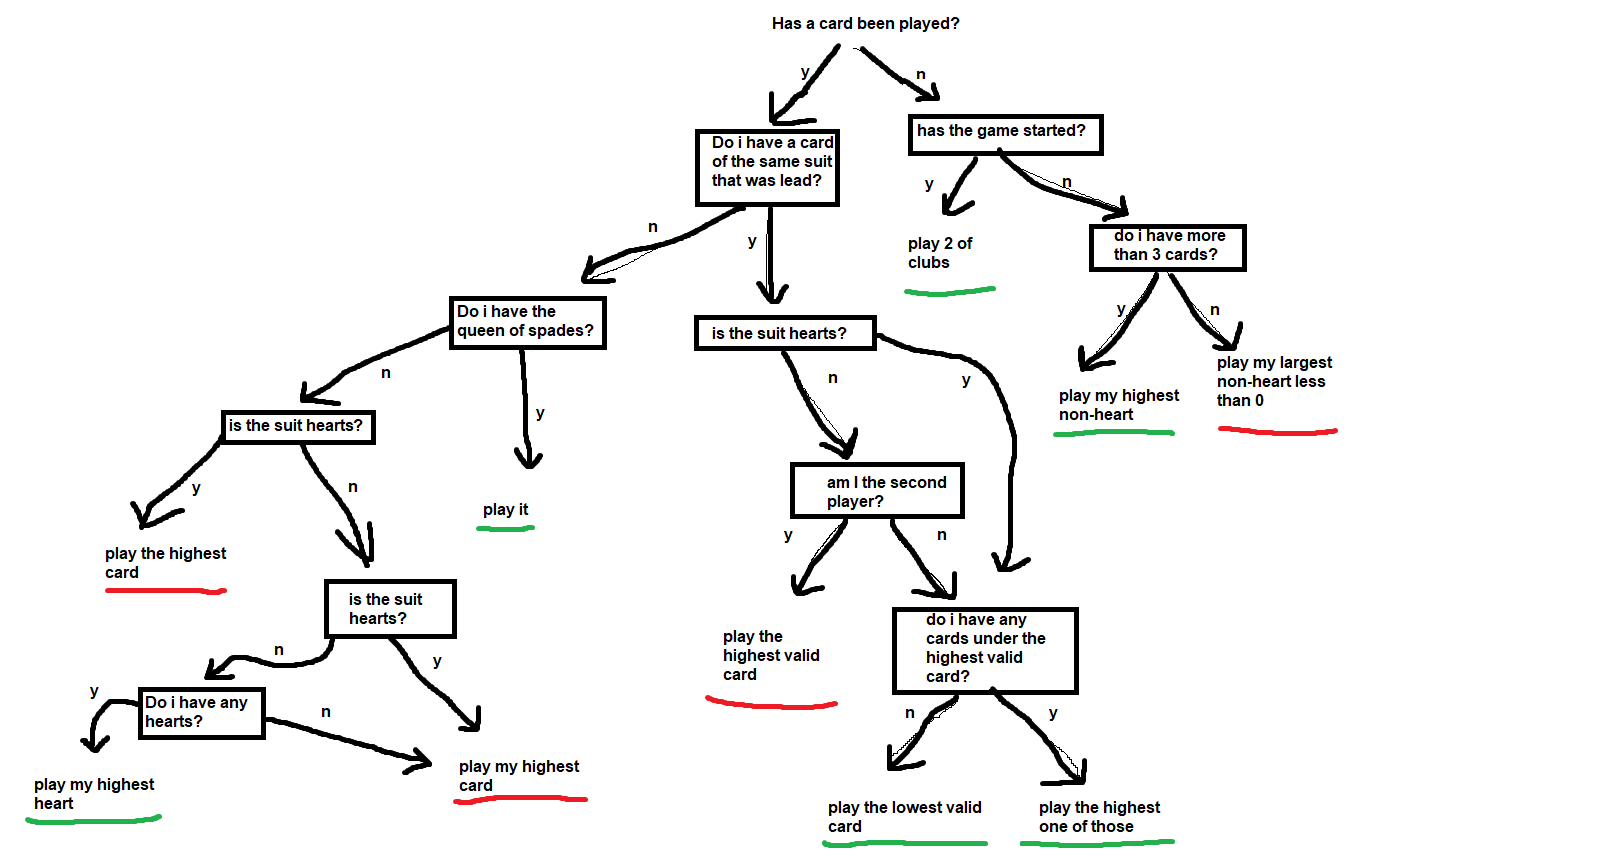 Has a card been played?
y
n
has the game started?
Do i have a card
of the same suit
that was lead?
y
n
n
y
play 2 of
clubs
do i have more
than 3 cards?
Do i have the
queen of spades?
is the suit hearts?
y
n
n
y
n
y
play my highest
non-heart
play my largest
non-heart less
than 0
is the suit hearts?
y
n
play it
am I the second
player?
y
n
play the highest
card
is the suit
hearts?
n
y
play the
highest valid
card
do i have any
cards under the
highest valid
card?
y
Do i have any
hearts?
n
n
y
play my highest
heart
play my highest
card
play the lowest valid
card
play the highest
one of those